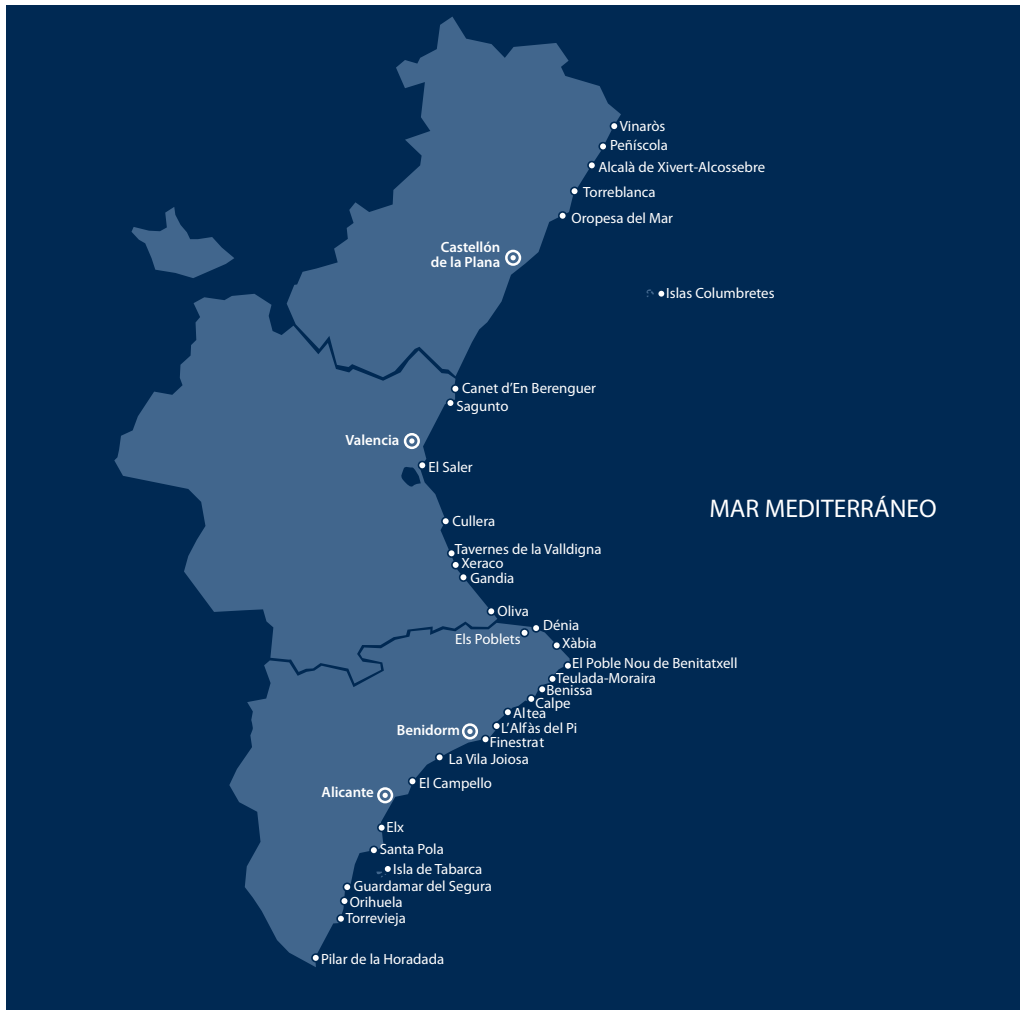 Vinaròs
Peñíscola
Alcalà de Xivert-Alcossebre
Torreblanca
Oropesa del Mar
Castellón
de la Plana
Islas Columbretes
Canet d’En Berenguer
Sagunto
Valencia
El Saler
MAR MEDITERRÁNEO
Cullera
Tavernes de la Valldigna
Xeraco
Gandia
Oliva
Dénia
Els Poblets
Xàbia
El Poble Nou de Benitatxell
Teulada-Moraira
Benissa
Calpe
Altea
L’Alfàs del Pi
Benidorm
Finestrat
La Vila Joiosa
El Campello
Alicante
Elx
Santa Pola
Isla de Tabarca
Guardamar del Segura
Orihuela
Torrevieja
Pilar de la Horadada